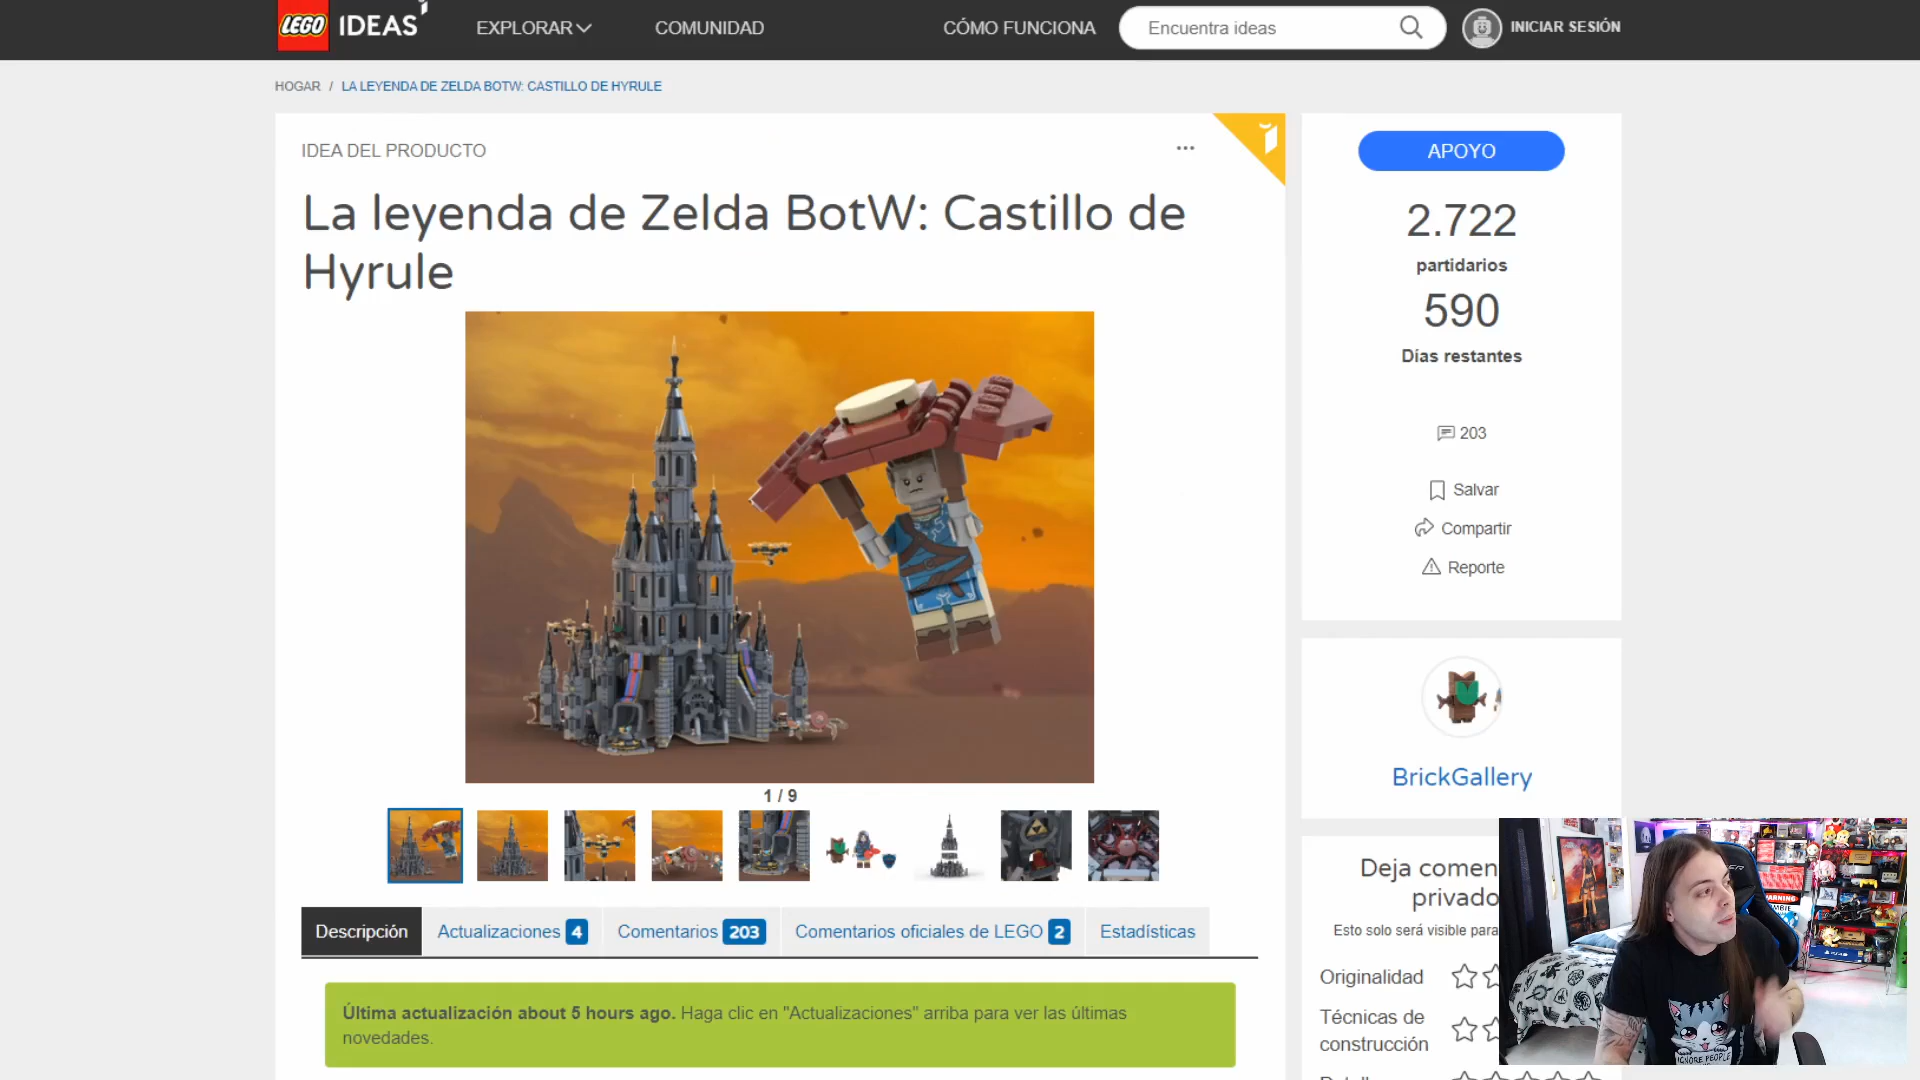 LEGO IDEAS
EXPLORAR
COMUNIDAD
CÓMO FUNCIONA
Encuentra ideas
INICIAR SESIÓN
HOGAR / LA LEYENDA DE ZELDA BOTW: CASTILLO DE HYRULE
IDEA DEL PRODUCTO
...
La leyenda de Zelda BotW: Castillo de
Hyrule
1 / 9
Descripción
Actualizaciones 4
Comentarios 203
Comentarios oficiales de LEGO 2
Estadísticas
Última actualización about 5 hours ago. Haga clic en "Actualizaciones" arriba para ver las últimas
novedades.
APOYO
2.722
partidarios
590
Días restantes
203
Salvar
Compartir
Reporte
BrickGallery
Deja comen
privado
Esto solo será visible para
Originalidad
Técnicas de
construcción
IGNORE PEOPLE